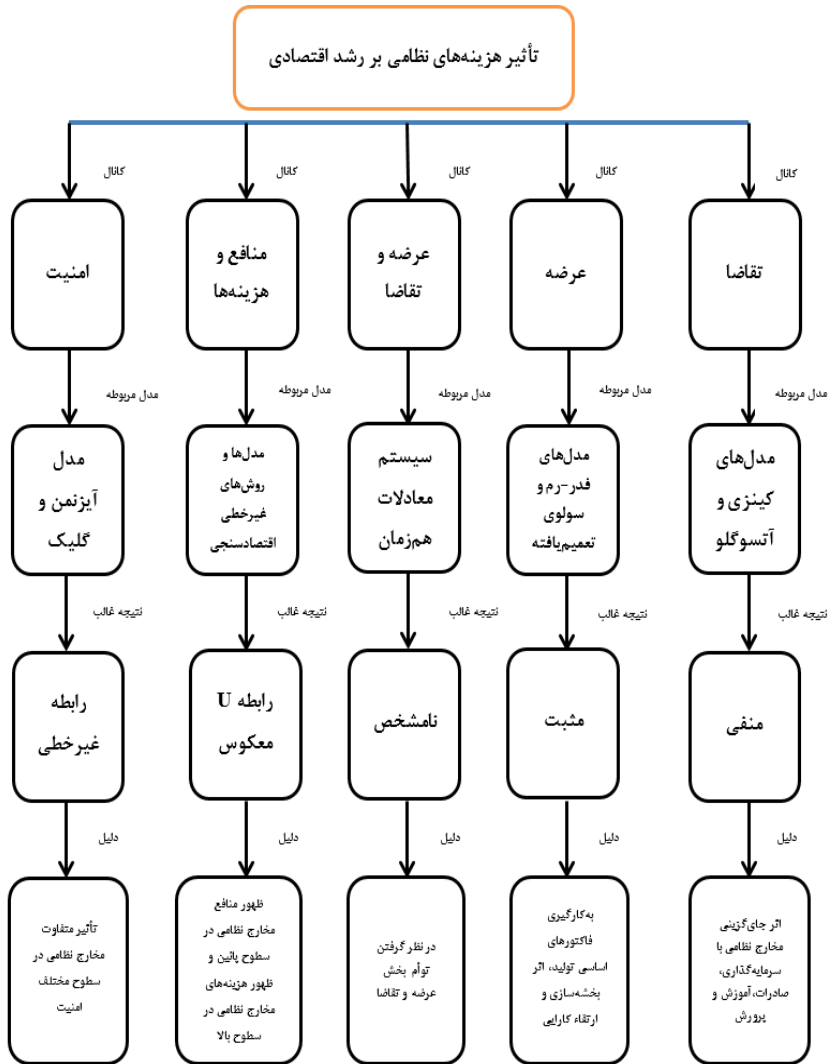 تأثیر هزینه‌های نظامی بر رشد اقتصادی
کانال
کانال
کانال
کانال
کانال
تقاضا
عرضه
عرضه و
تقاضا
منافع و
هزینه‌ها
امنیت
مدل مربوطه
مدل مربوطه
مدل مربوطه
مدل مربوطه
مدل مربوطه
مدل‌های
کینزی و
آتسوگلو
مدل‌های
فدر-رم و
سولوی
تعمیم‌یافته
سیستم
معادلات
هم‌زمان
مدل‌ها و
روش‌های
غیرخطی
اقتصادسنجی
مدل
آیزنمن و
گلیک
نتیجه غالب
نتیجه غالب
نتیجه غالب
نتیجه غالب
نتیجه غالب
منفی
مثبت
نامشخص
رابطه U
معکوس
رابطه
غیرخطی
دلیل
دلیل
دلیل
دلیل
دلیل
اثر جای‌گزینی
مخارج نظامی با
سرمایه‌گذاری،
صادرات،آموزش و
پرورش
به‌کارگیری
فاکتورهای
اساسی تولید، اثر
بخشه‌سازی و
ارتقاء کارایی
در نظر گرفتن
توأم بخش
عرضه و تقاضا
ظهور منافع
مخارج نظامی در
سطوح پائین و
ظهور هزینه‌های
مخارج نظامی در
سطوح بالا
تأثیر متفاوت
مخارج نظامی در
سطوح مختلف
امنیت